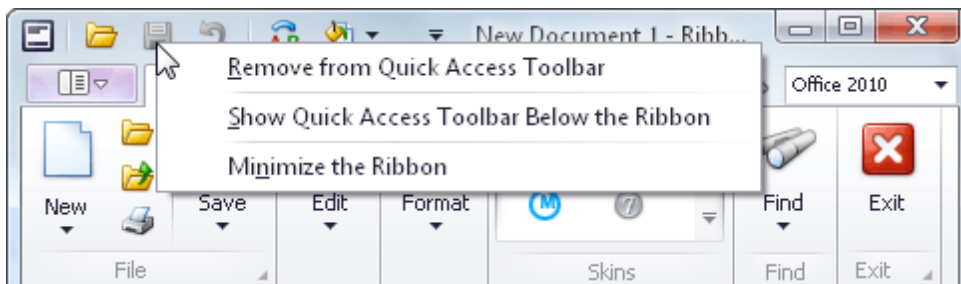 New Document 1 - Ribb...
Remove from Quick Access Toolbar
Office 2010
Show Quick Access Toolbar Below the Ribbon
Minimize the Ribbon
New Save Edit Format Find Exit
File Skins Find Exit